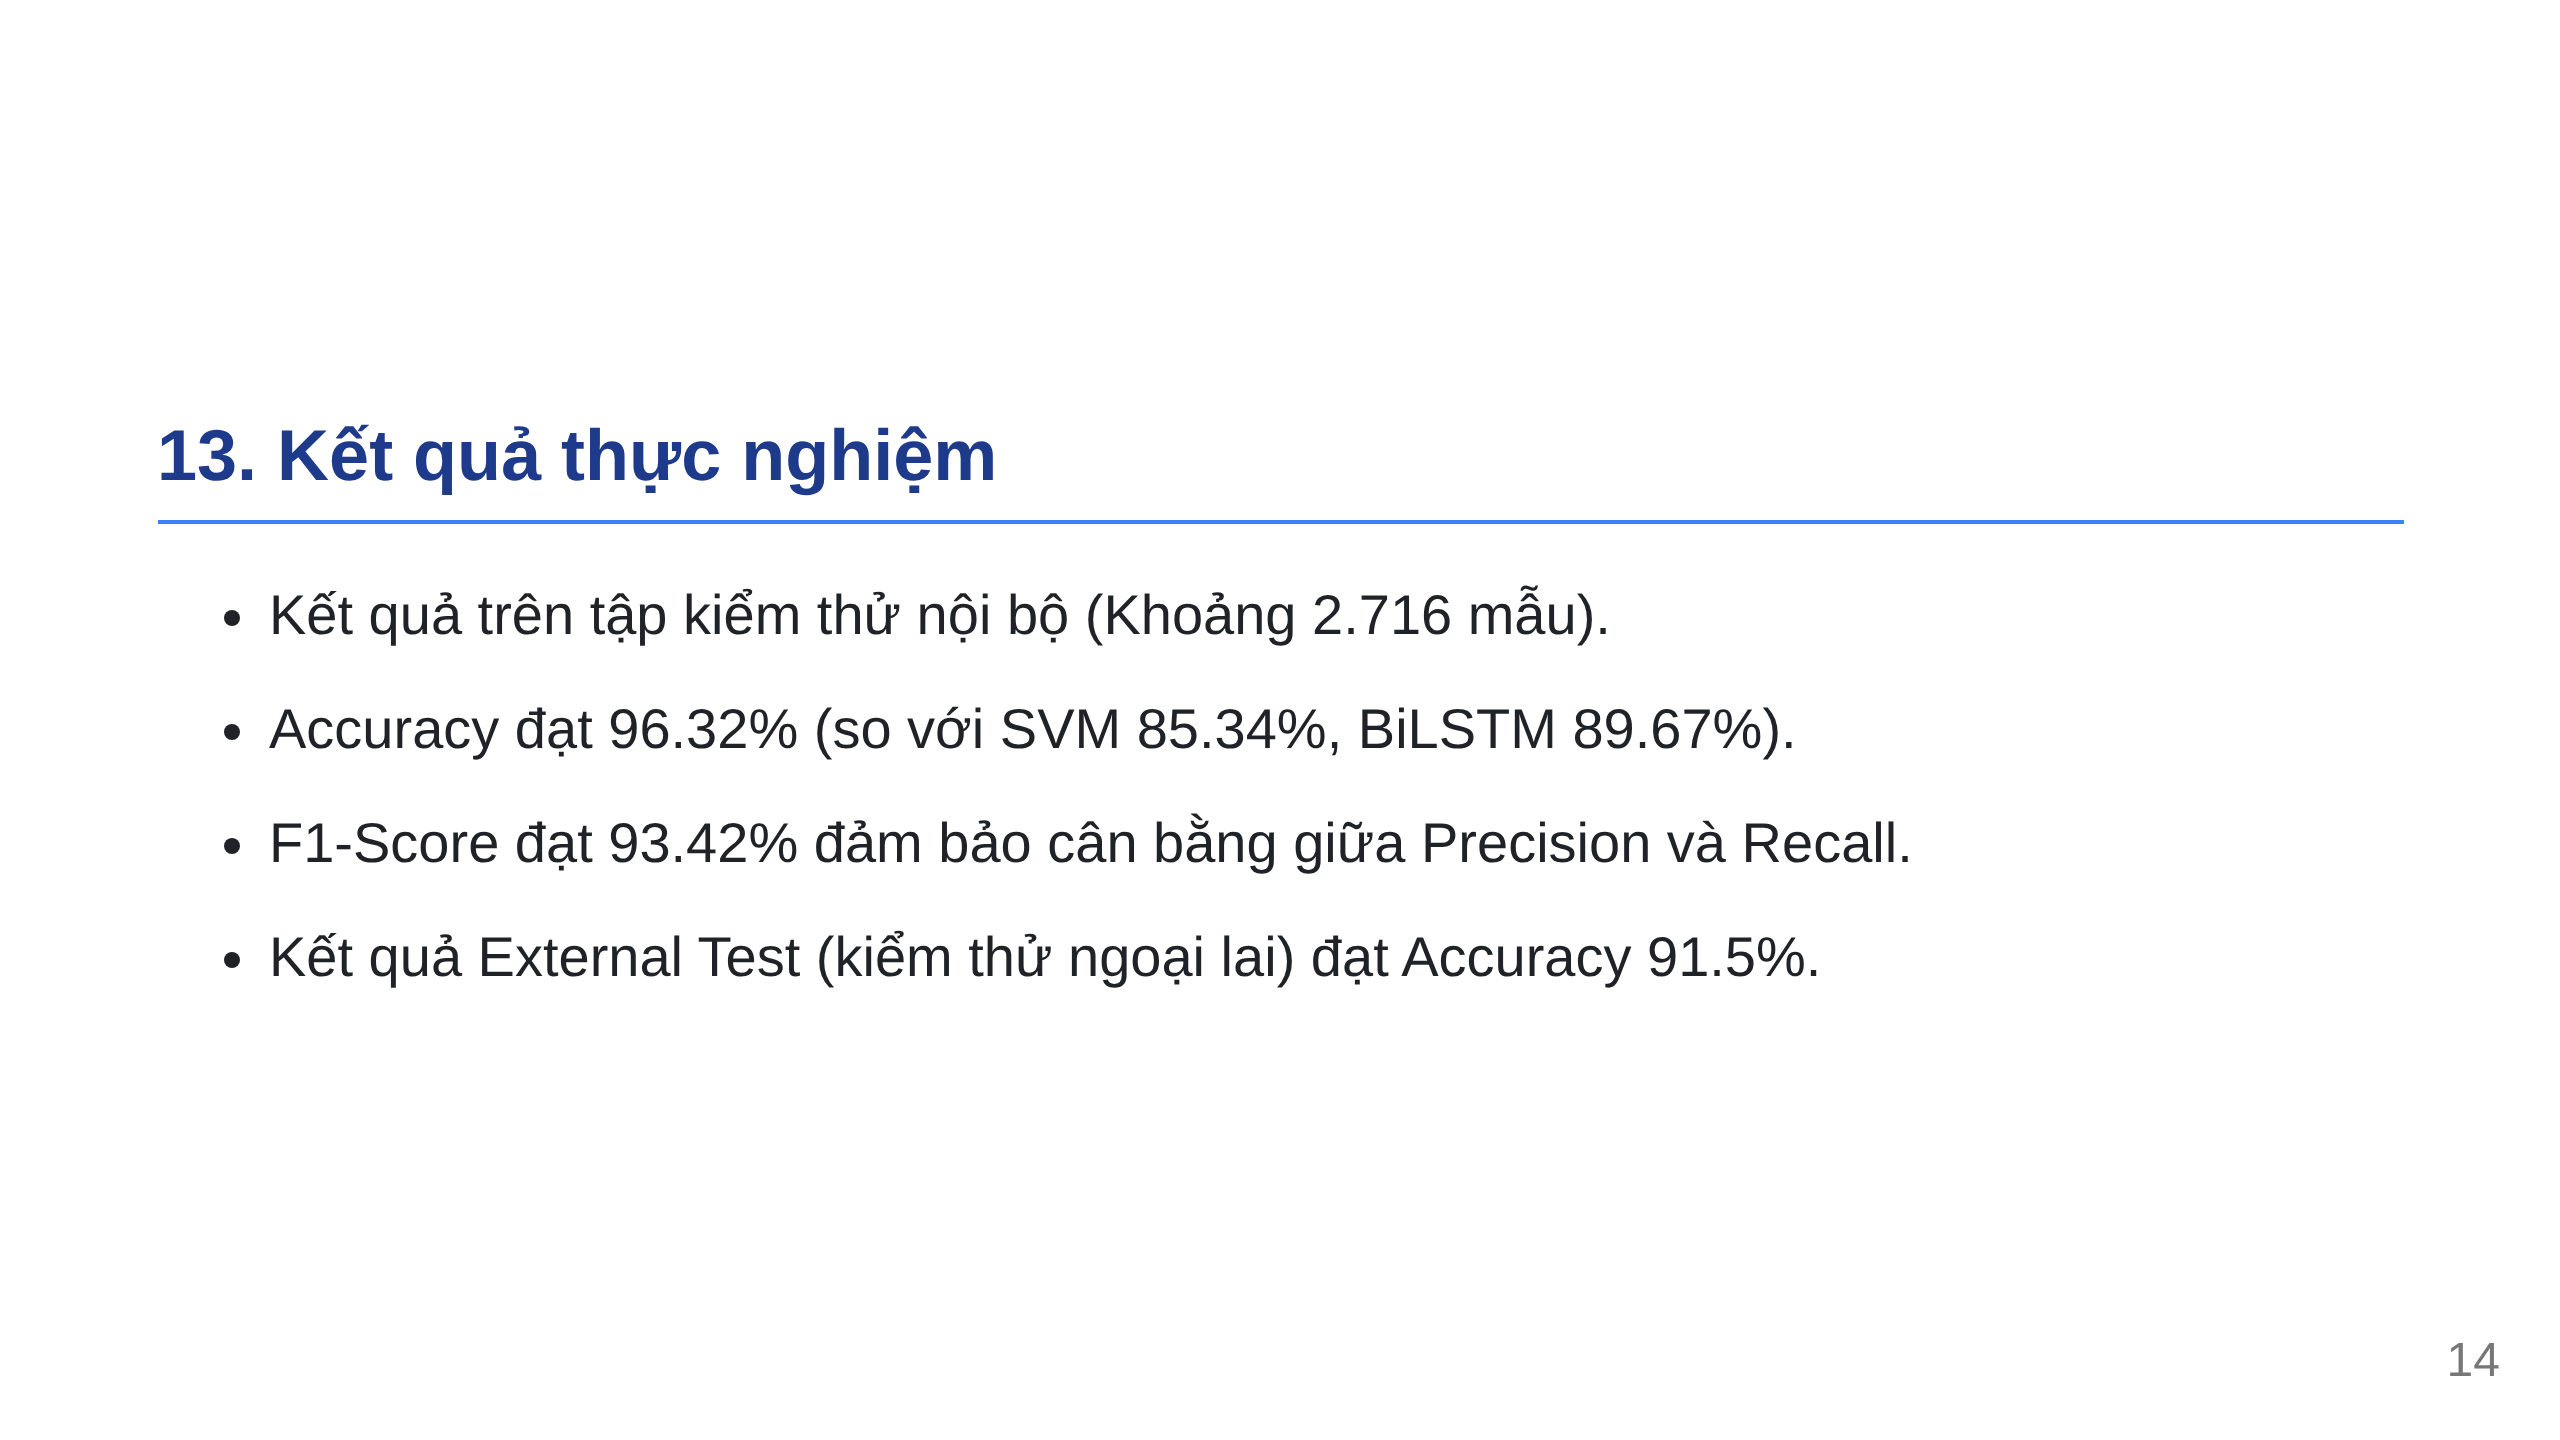 13. Kết quả thực nghiệm
• Kết quả trên tập kiểm thử nội bộ (Khoảng 2.716 mẫu).
• Accuracy đạt 96.32% (so với SVM 85.34%, BiLSTM 89.67%).
• F1-Score đạt 93.42% đảm bảo cân bằng giữa Precision và Recall.
• Kết quả External Test (kiểm thử ngoại lai) đạt Accuracy 91.5%.
14